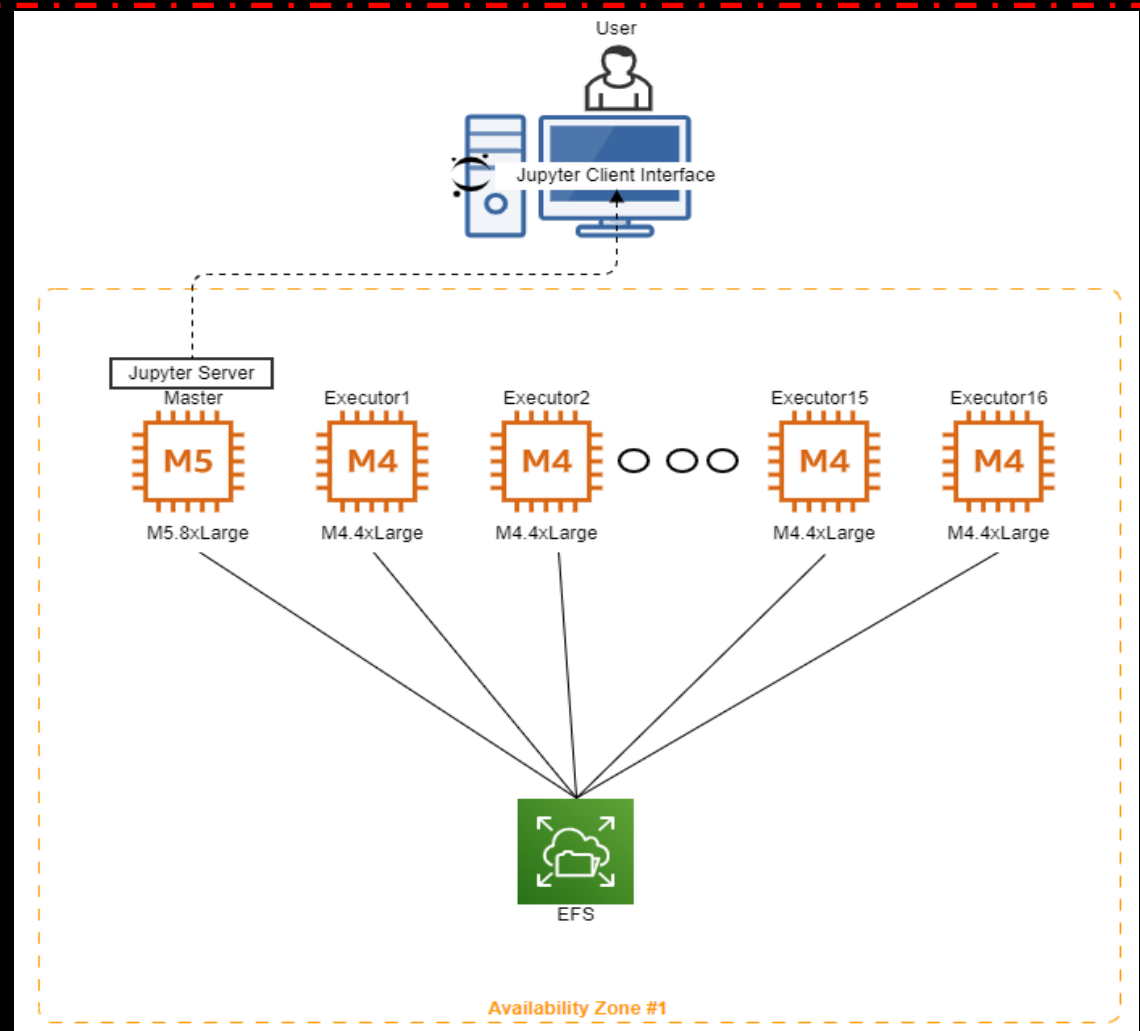 User
Jupyter Client Interface
Jupyter Server
Master
Executor1
Executor2
Executor15
Executor16
M5
M4
M4
M4
M4
M5.8xLarge
M4.4xLarge
M4.4xLarge
M4.4xLarge
M4.4xLarge
EFS
Availability Zone #1